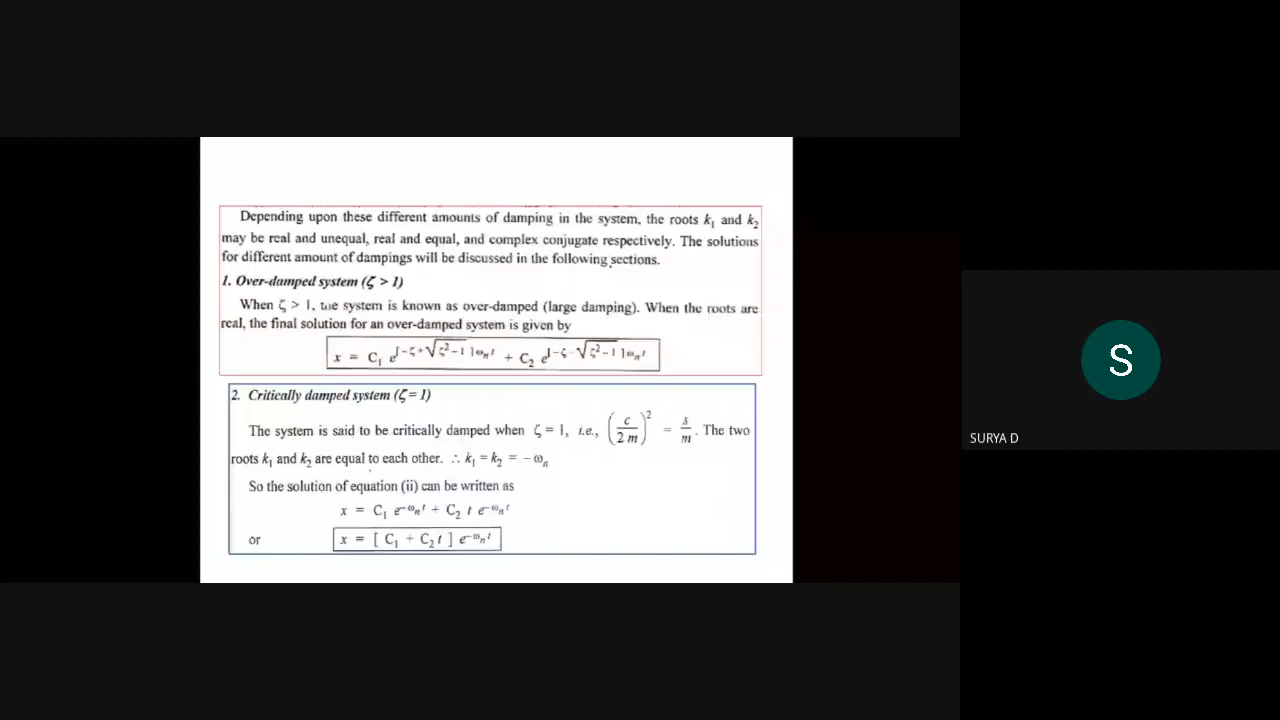 Depending upon these different amounts of damping in the system, the roots k₁ and k₂
may be real and unequal, real and equal, and complex conjugate respectively. The solutions
for different amount of dampings will be discussed in the following sections.
1. Over-damped system (ζ > 1)
When ζ > 1, the system is known as over-damped (large damping). When the roots are
real, the final solution for an over-damped system is given by
x = C₁ e^[−ζ+√(ζ²−1)]ωₙt + C₂ e^[−ζ−√(ζ²−1)]ωₙt
2. Critically damped system (ζ = 1)
The system is said to be critically damped when ζ = 1, i.e., (c/2m)² = s/m. The two
roots k₁ and k₂ are equal to each other. ∴ k₁ = k₂ = − ωₙ
So the solution of equation (ii) can be written as
x = C₁ e^−ωₙt + C₂ t e^−ωₙt
or x = [ C₁ + C₂ t ] e^−ωₙt
S
SURYA D